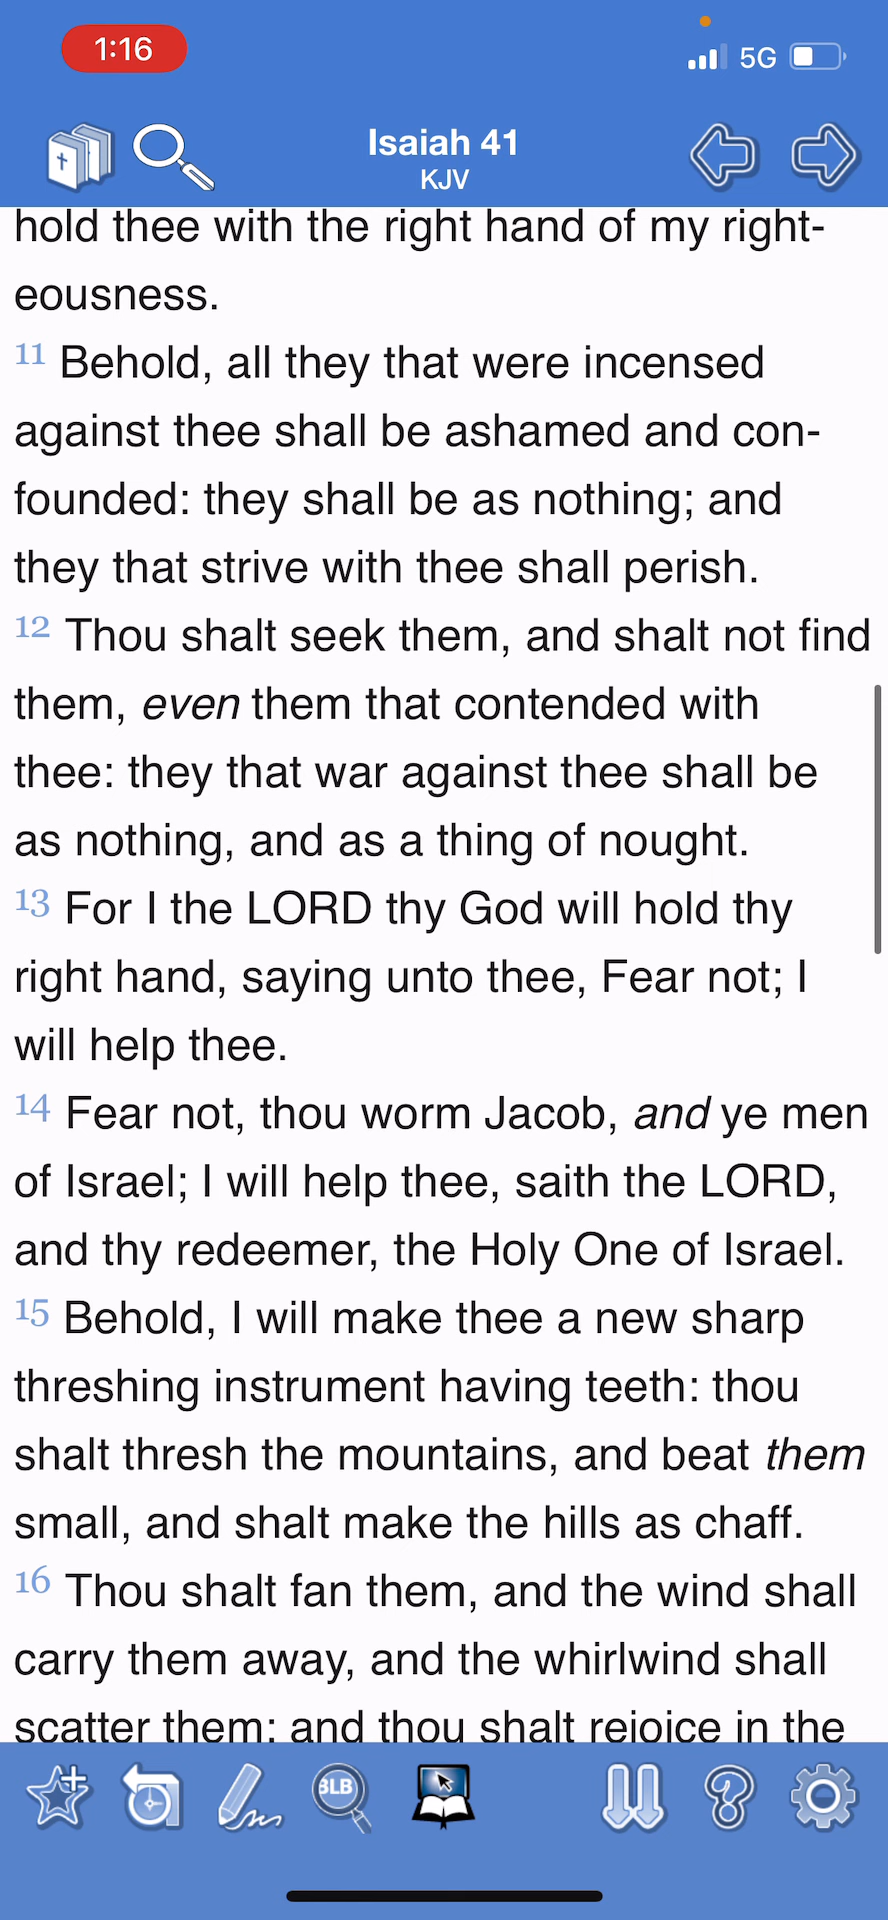 1:16
5G
Isaiah 41
KJV
hold thee with the right hand of my right-
eousness.
11 Behold, all they that were incensed
against thee shall be ashamed and con-
founded: they shall be as nothing; and
they that strive with thee shall perish.
12 Thou shalt seek them, and shalt not find
them, even them that contended with
thee: they that war against thee shall be
as nothing, and as a thing of nought.
13 For I the LORD thy God will hold thy
right hand, saying unto thee, Fear not; I
will help thee.
14 Fear not, thou worm Jacob, and ye men
of Israel; I will help thee, saith the LORD,
and thy redeemer, the Holy One of Israel.
15 Behold, I will make thee a new sharp
threshing instrument having teeth: thou
shalt thresh the mountains, and beat them
small, and shalt make the hills as chaff.
16 Thou shalt fan them, and the wind shall
carry them away, and the whirlwind shall
scatter them: and thou shalt rejoice in the
BLB